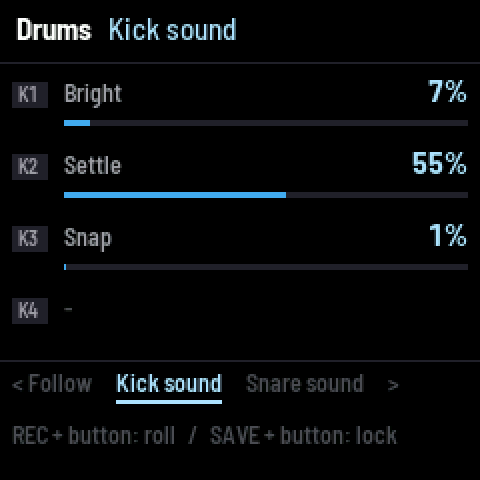 Drums Kick sound
K1 Bright 7%
K2 Settle 55%
K3 Snap 1%
K4 -
< Follow Kick sound Snare sound >
REC + button: roll / SAVE + button: lock